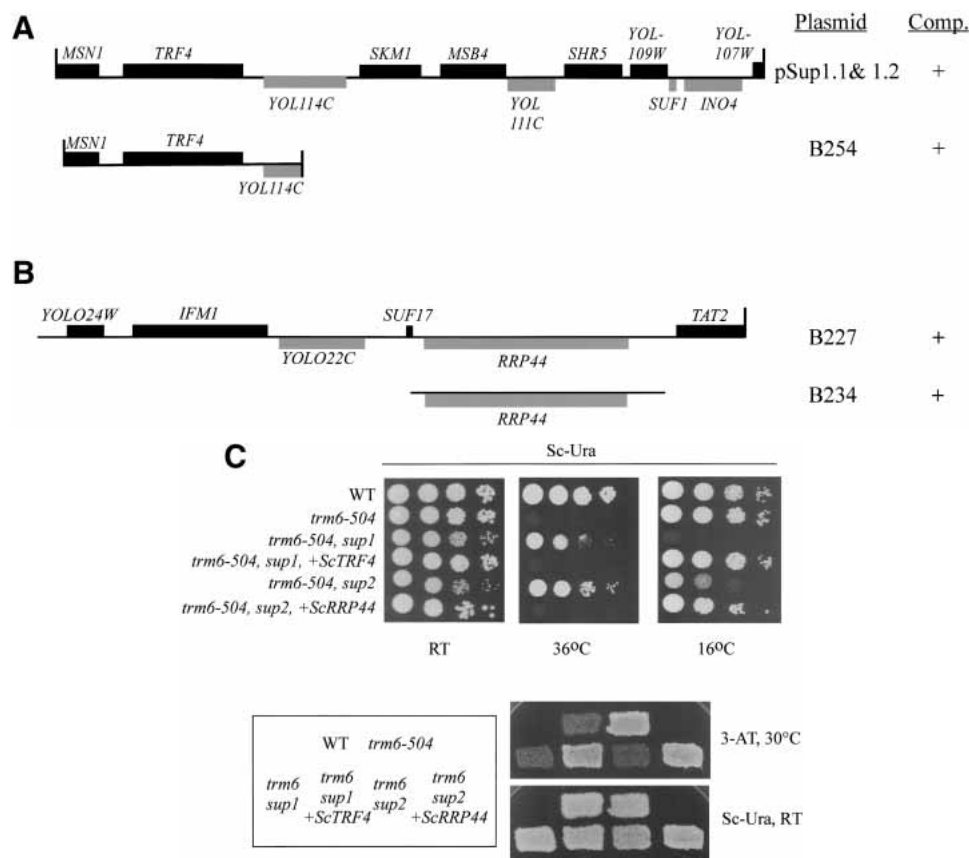 A
Plasmid
Comp.
MSN1
TRF4
SKM1
MSB4
SHR5
YOL-
109W
YOL-
107W
pSup1.1& 1.2
+
YOL114C
YOL
111C
SUF1
INO4
MSN1
TRF4
B254
+
YOL114C
B
YOLO24W
IFM1
SUF17
TAT2
B227
+
YOLO22C
RRP44
B234
+
RRP44
C
Sc-Ura
WT
trm6-504
trm6-504, sup1
trm6-504, sup1, +ScTRF4
trm6-504, sup2
trm6-504, sup2, +ScRRP44
RT
36ºC
16ºC
WT trm6-504
trm6
sup1
trm6
sup1
+ScTRF4
trm6
sup2
trm6
sup2
+ScRRP44
3-AT, 30°C
Sc-Ura, RT